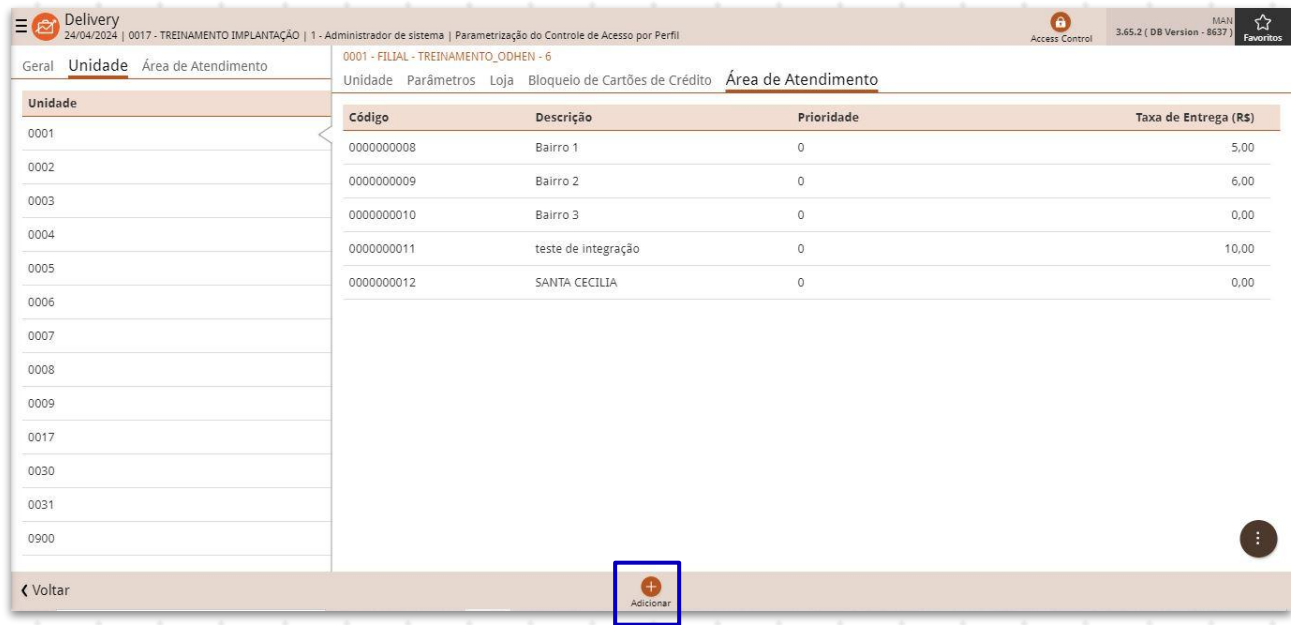 Delivery
24/04/2024 | 0017 - TREINAMENTO IMPLANTAÇÃO | 1 - Administrador de sistema | Parametrização do Controle de Acesso por Perfil
Access Control
MAN
3.65.2 ( DB Version - 8637 )
Favoritos
Geral Unidade Área de Atendimento
0001 - FILIAL - TREINAMENTO_ODHEN - 6
Unidade Parâmetros Loja Bloqueio de Cartões de Crédito Área de Atendimento
Unidade
0001
0002
0003
0004
0005
0006
0007
0008
0009
0017
0030
0031
0900
Código Descrição Prioridade Taxa de Entrega (R$)
0000000008 Bairro 1 0 5,00
0000000009 Bairro 2 0 6,00
0000000010 Bairro 3 0 0,00
0000000011 teste de integração 0 10,00
0000000012 SANTA CECILIA 0 0,00
Voltar
Adicionar